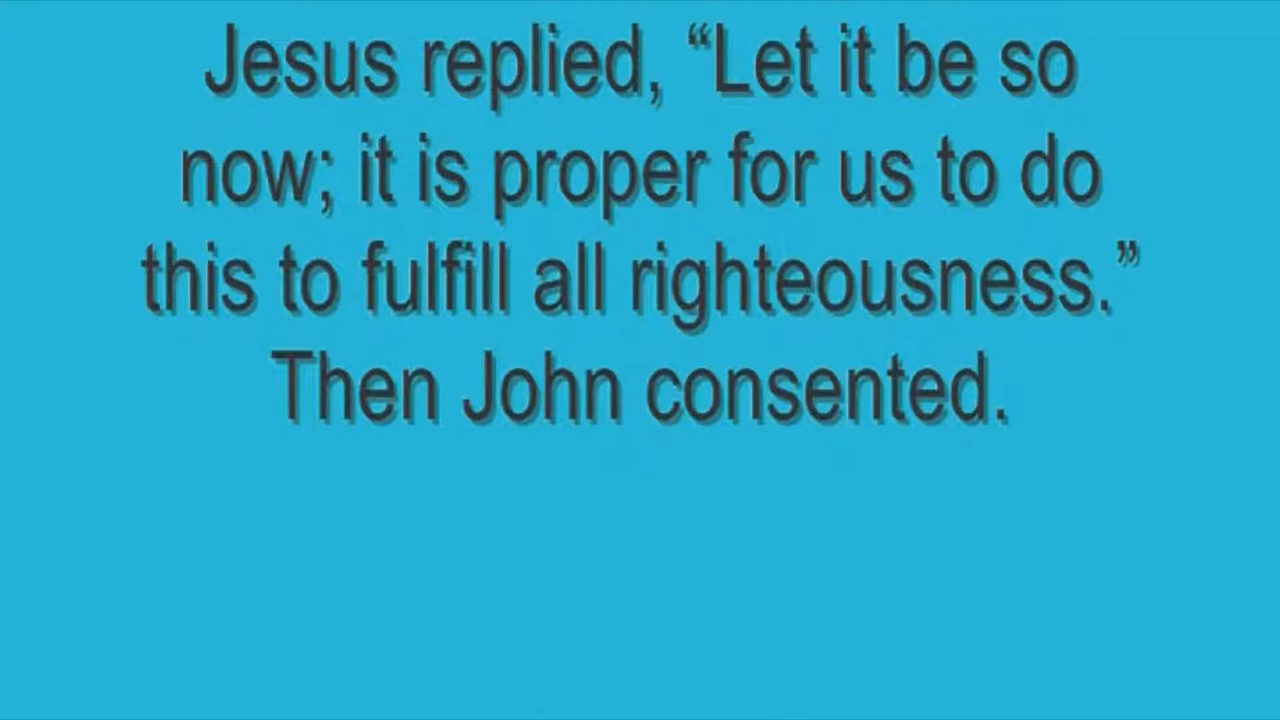 Jesus replied, “Let it be so
now; it is proper for us to do
this to fulfill all righteousness.”
Then John consented.